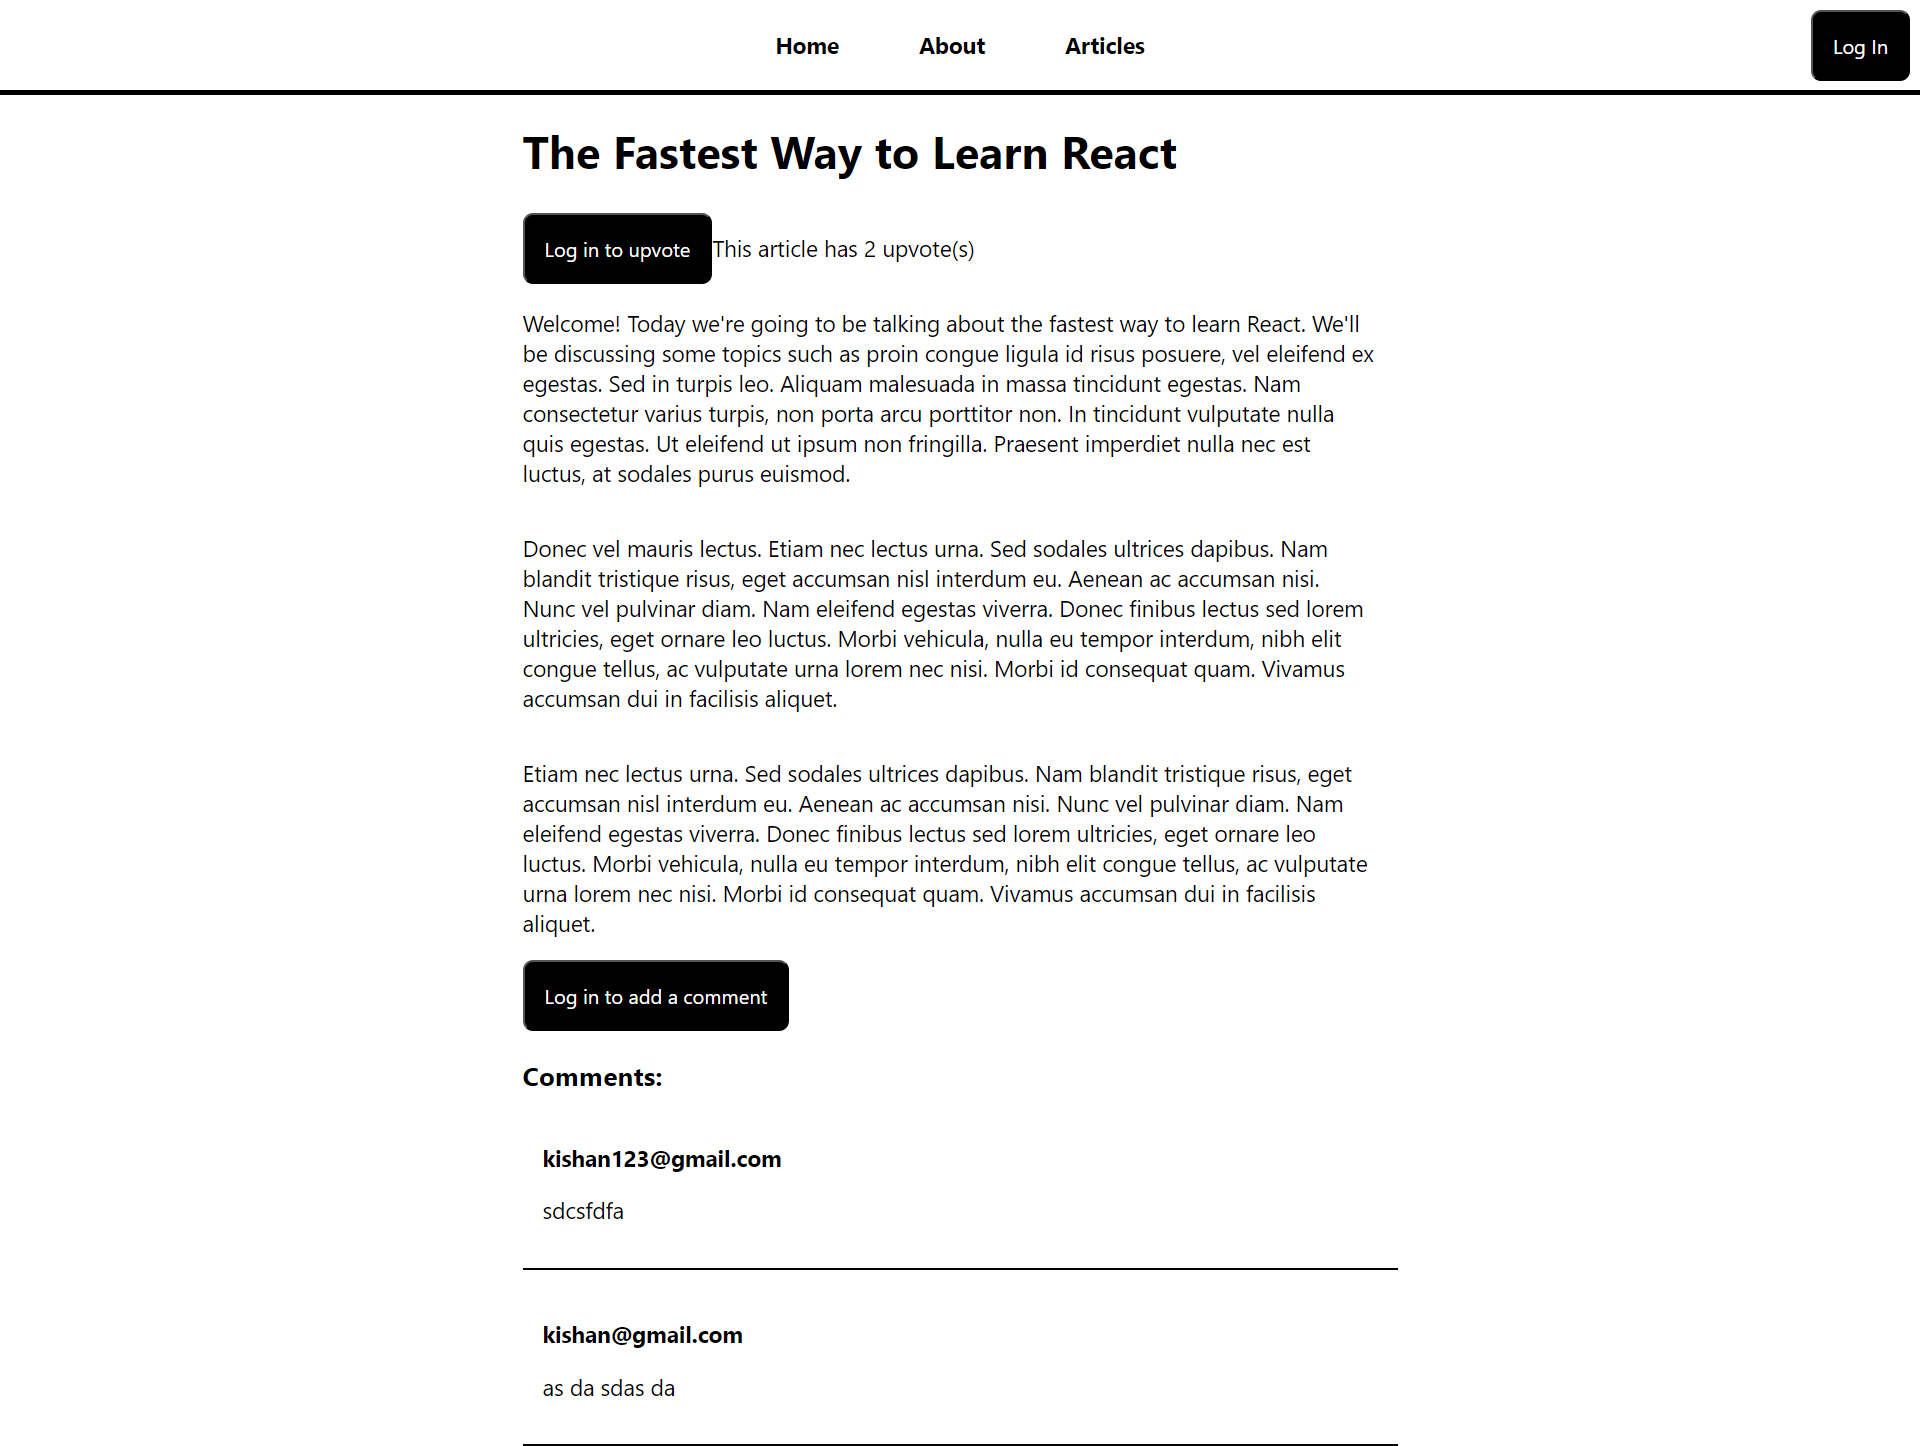 Home About Articles Log In
The Fastest Way to Learn React
Log in to upvote This article has 2 upvote(s)
Welcome! Today we're going to be talking about the fastest way to learn React. We'll
be discussing some topics such as proin congue ligula id risus posuere, vel eleifend ex
egestas. Sed in turpis leo. Aliquam malesuada in massa tincidunt egestas. Nam
consectetur varius turpis, non porta arcu porttitor non. In tincidunt vulputate nulla
quis egestas. Ut eleifend ut ipsum non fringilla. Praesent imperdiet nulla nec est
luctus, at sodales purus euismod.
Donec vel mauris lectus. Etiam nec lectus urna. Sed sodales ultrices dapibus. Nam
blandit tristique risus, eget accumsan nisl interdum eu. Aenean ac accumsan nisi.
Nunc vel pulvinar diam. Nam eleifend egestas viverra. Donec finibus lectus sed lorem
ultricies, eget ornare leo luctus. Morbi vehicula, nulla eu tempor interdum, nibh elit
congue tellus, ac vulputate urna lorem nec nisi. Morbi id consequat quam. Vivamus
accumsan dui in facilisis aliquet.
Etiam nec lectus urna. Sed sodales ultrices dapibus. Nam blandit tristique risus, eget
accumsan nisl interdum eu. Aenean ac accumsan nisi. Nunc vel pulvinar diam. Nam
eleifend egestas viverra. Donec finibus lectus sed lorem ultricies, eget ornare leo
luctus. Morbi vehicula, nulla eu tempor interdum, nibh elit congue tellus, ac vulputate
urna lorem nec nisi. Morbi id consequat quam. Vivamus accumsan dui in facilisis
aliquet.
Log in to add a comment
Comments:
kishan123@gmail.com
sdcsfdfa
kishan@gmail.com
as da sdas da